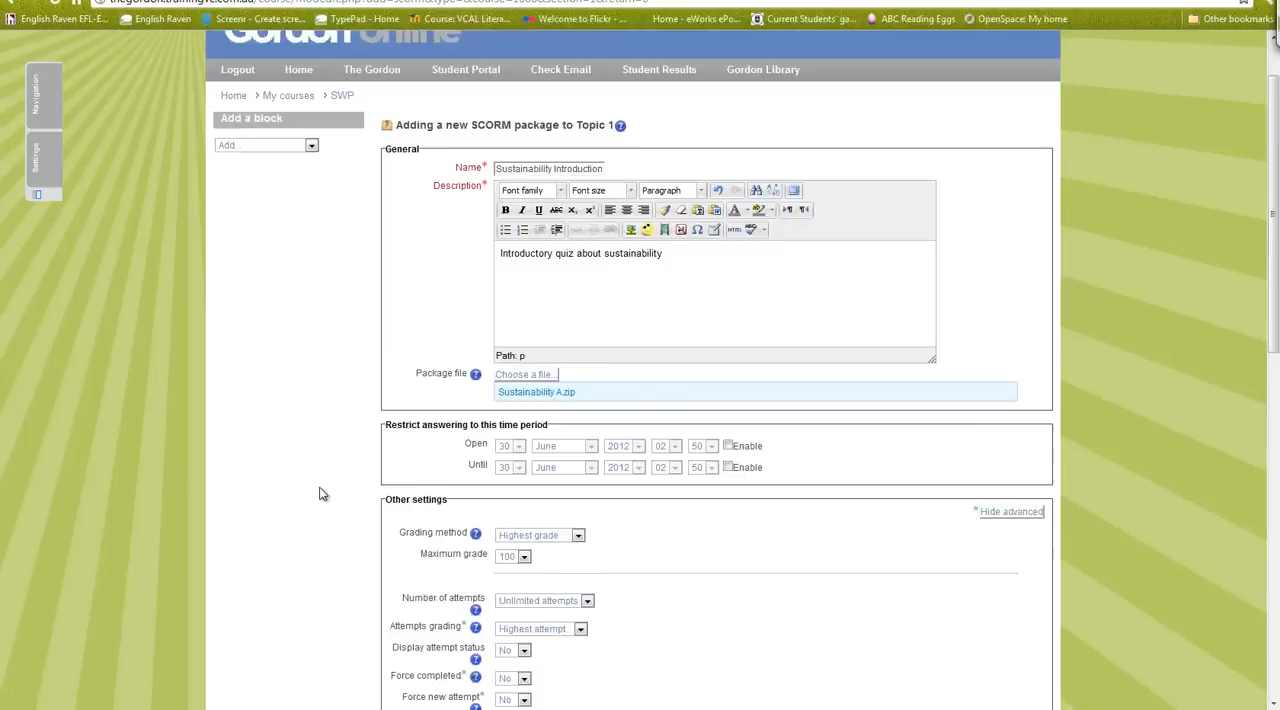 English Raven EFL-E...
English Raven
Screenr - Create scre...
TypePad - Home
Course: VCAL Litera...
Welcome to Flickr - ...
Home - eWorks ePo...
Current Students' ga...
ABC Reading Eggs
OpenSpace: My home
Other bookmarks
Gordon online
Logout
Home
The Gordon
Student Portal
Check Email
Student Results
Gordon Library
Navigation
Settings
Home > My courses > SWP
Add a block
Add...
Adding a new SCORM package to Topic 1
General
Name* Sustainability Introduction
Description*
Font family
Font size
Paragraph
Introductory quiz about sustainability
Path: p
Package file
Choose a file...
Sustainability A.zip
Restrict answering to this time period
Open 30 June 2012 02 50 Enable
Until 30 June 2012 02 50 Enable
Other settings
* Hide advanced
Grading method Highest grade
Maximum grade 100
Number of attempts Unlimited attempts
Attempts grading* Highest attempt
Display attempt status No
Force completed* No
Force new attempt* No